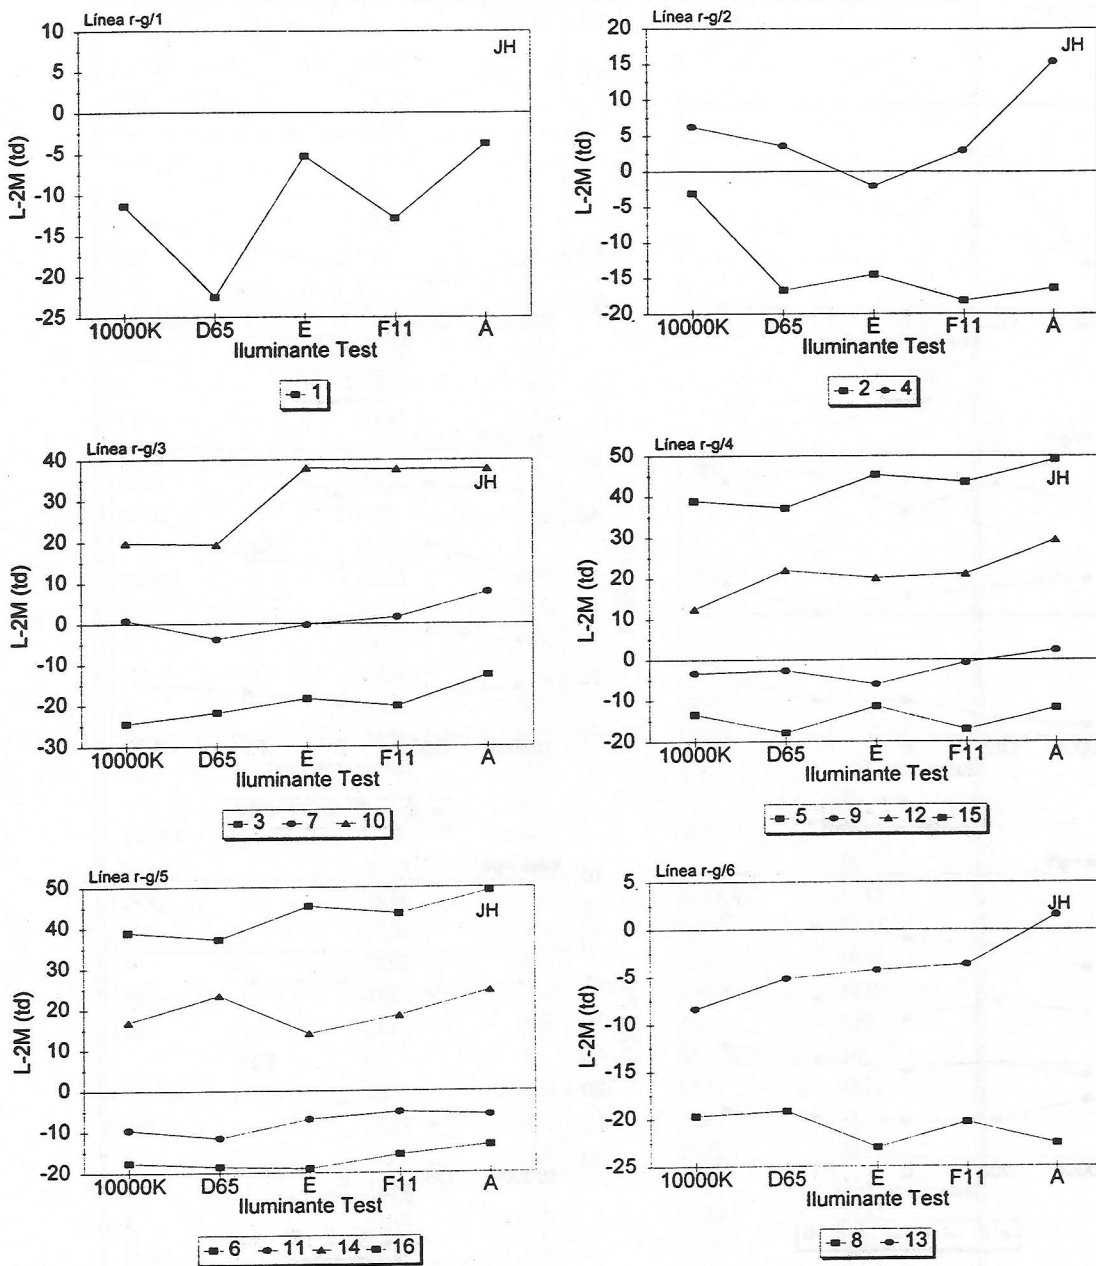 Línea r-g/1
10
5
0
-5
-10
-15
-20
-25
L-2M (td)
JH
10000K D65 E F11 A
Iluminante Test
1
Línea r-g/2
20
15
10
5
0
-5
-10
-15
-20
L-2M (td)
JH
10000K D65 E F11 A
Iluminante Test
2 4
Línea r-g/3
40
30
20
10
0
-10
-20
-30
L-2M (td)
JH
10000K D65 E F11 A
Iluminante Test
3 7 10
Línea r-g/4
50
40
30
20
10
0
-10
-20
L-2M (td)
JH
10000K D65 E F11 A
Iluminante Test
5 9 12 15
Línea r-g/5
50
40
30
20
10
0
-10
-20
L-2M (td)
JH
10000K D65 E F11 A
Iluminante Test
6 11 14 16
Línea r-g/6
5
0
-5
-10
-15
-20
-25
L-2M (td)
JH
10000K D65 E F11 A
Iluminante Test
8 13